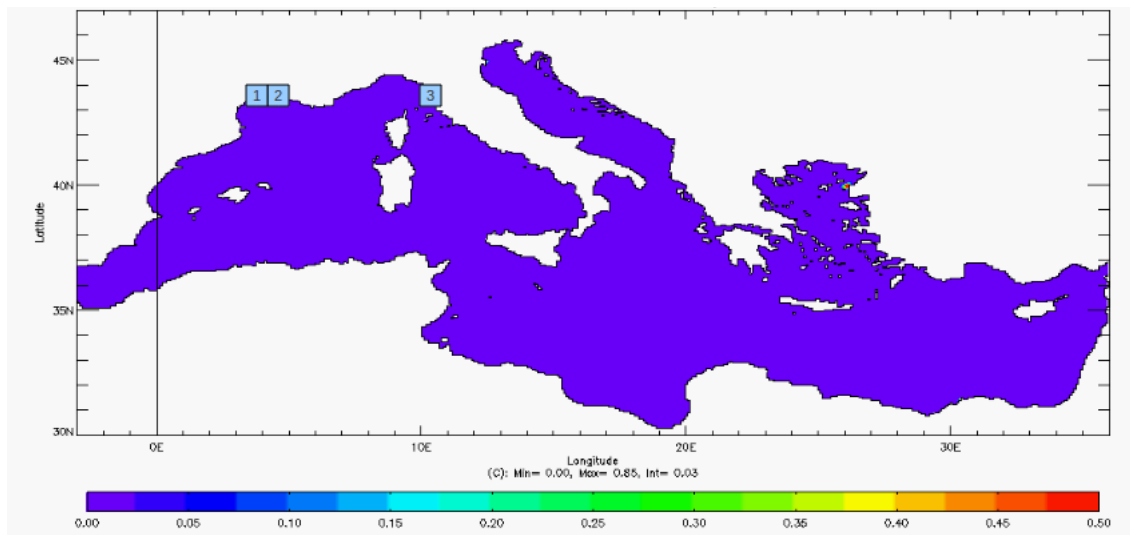 45N
1 2 3
40N
Latitude
35N
30N
0E 10E 20E 30E
Longitude
(C): Min= 0.00, Max= 0.85, Int= 0.03
0.00 0.05 0.10 0.15 0.20 0.25 0.30 0.35 0.40 0.45 0.50